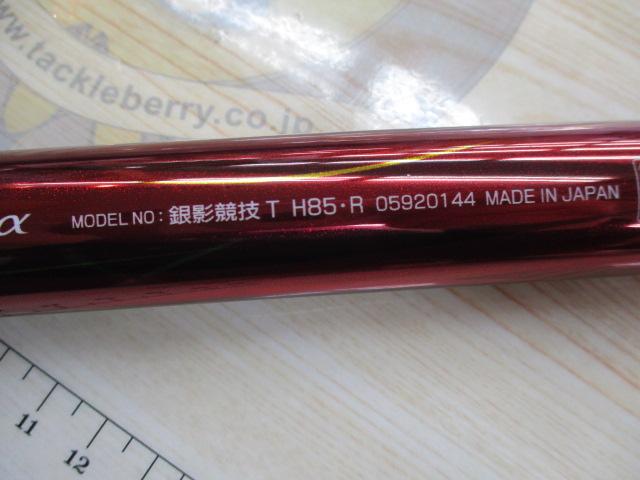 www.tackleberry.co.jp
α MODEL NO: 銀影競技 T H85・R 05920144 MADE IN JAPAN
11 12